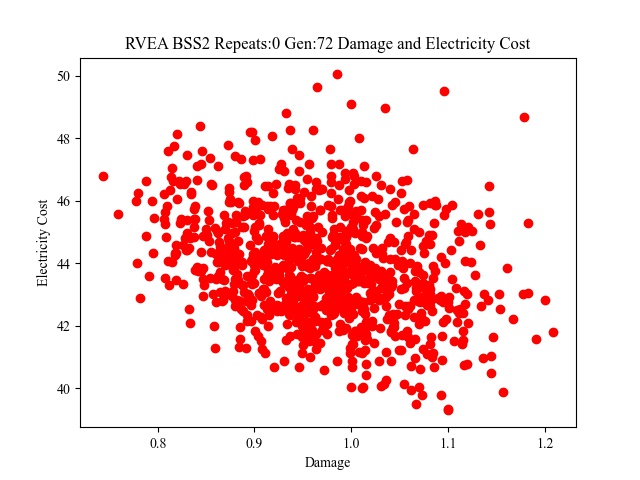 RVEA BSS2 Repeats:0 Gen:72 Damage and Electricity Cost
50
48
46
44
42
40
Electricity Cost
0.8 0.9 1.0 1.1 1.2
Damage